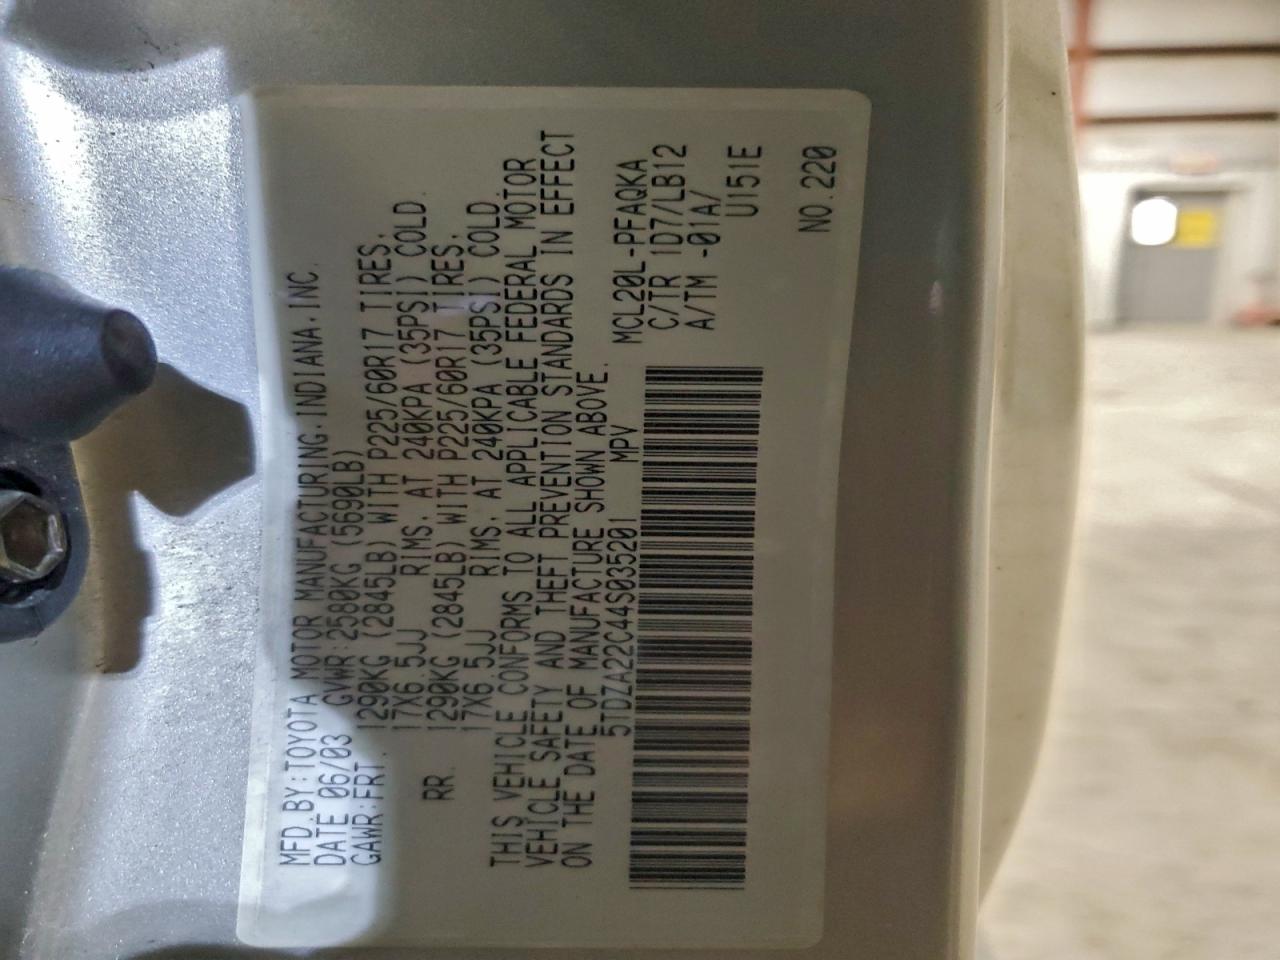 MFD.BY:TOYOTA MOTOR MANUFACTURING.INDIANA.INC.
DATE 06/03 GVWR:2580KG (5690LB)
GAWR:FRT. 1290KG (2845LB) WITH P225/60R17 TIRES.
17X6.5JJ RIMS. AT 240KPA (35PSI) COLD.
RR. 1290KG (2845LB) WITH P225/60R17 TIRES.
17X6.5JJ RIMS. AT 240KPA (35PSI) COLD.
THIS VEHICLE CONFORMS TO ALL APPLICABLE FEDERAL MOTOR
VEHICLE SAFETY AND THEFT PREVENTION STANDARDS IN EFFECT
ON THE DATE OF MANUFACTURE SHOWN ABOVE.
5TDZA22C44S035201 MPV
MCL20L-PFAQKA
C/TR 1D7/LB12
A/TM -01A/
U151E
NO.220